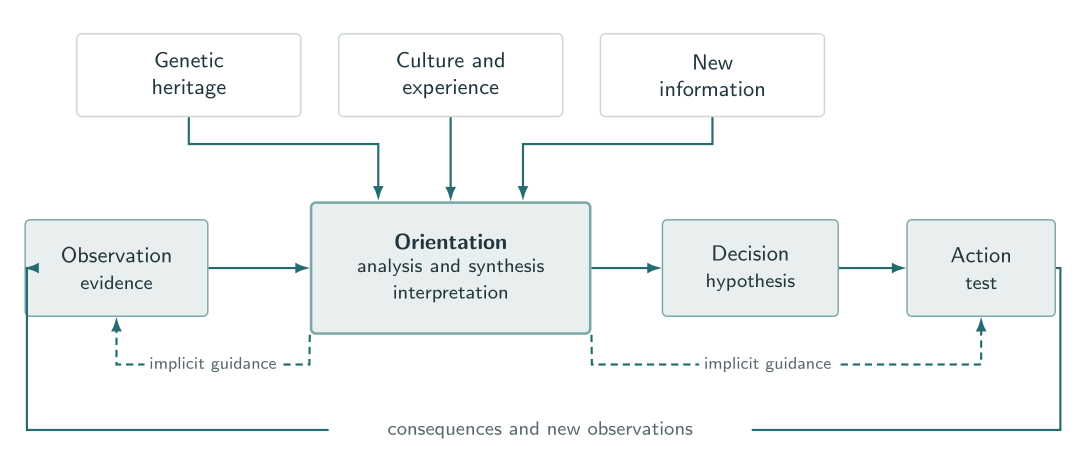 Genetic
heritage
Culture and
experience
New
information
Observation
evidence
Orientation
analysis and synthesis
interpretation
Decision
hypothesis
Action
test
implicit guidance
implicit guidance
consequences and new observations